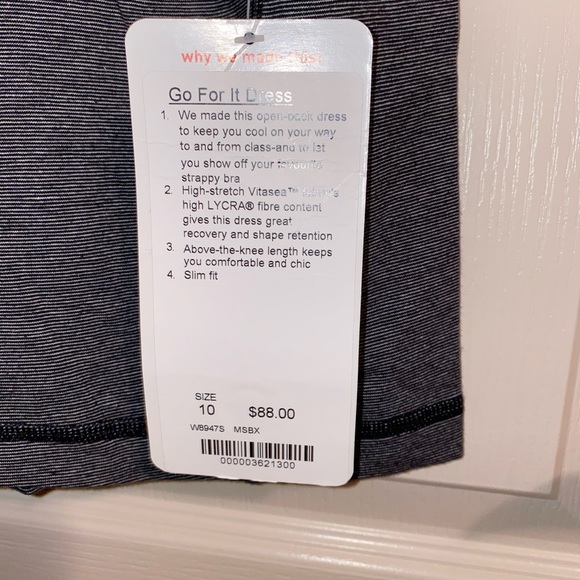 why we made this:
Go For It Dress
1. We made this open-back dress
to keep you cool on your way
to and from class-and to let
you show off your favourite
strappy bra
2. High-stretch Vitasea™
high LYCRA® fibre content
gives this dress great
recovery and shape retention
3. Above-the-knee length keeps
you comfortable and chic
4. Slim fit
SIZE
10 $88.00
W8947S MSBX
000003621300